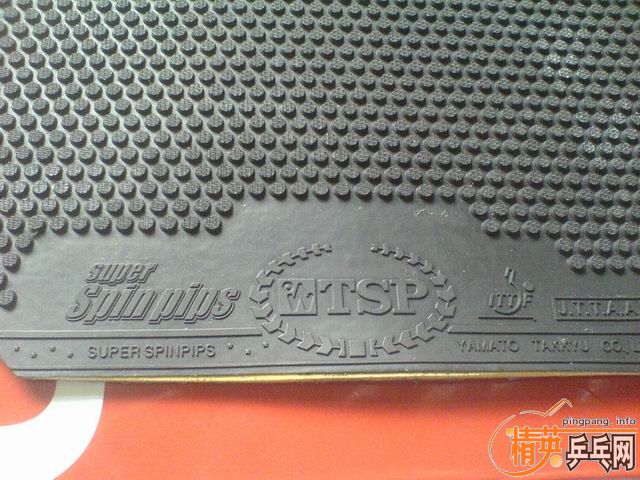 super
Spinpips
TSP
ITTF
J.T.T.A.A
SUPER SPINPIPS
YAMATO TAKKYU CO.,L
pingpang.info
精英乒乓网